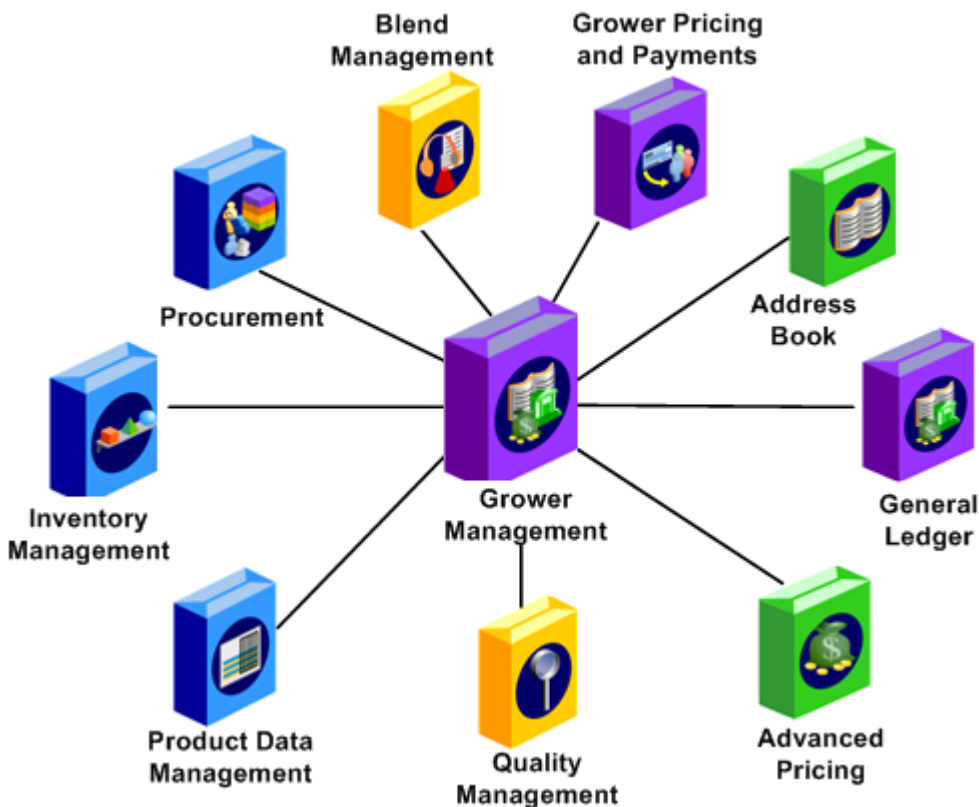 Blend
Management
Grower Pricing
and Payments
Procurement
Address
Book
Inventory
Management
Grower
Management
General
Ledger
Product Data
Management
Quality
Management
Advanced
Pricing
$
$
$